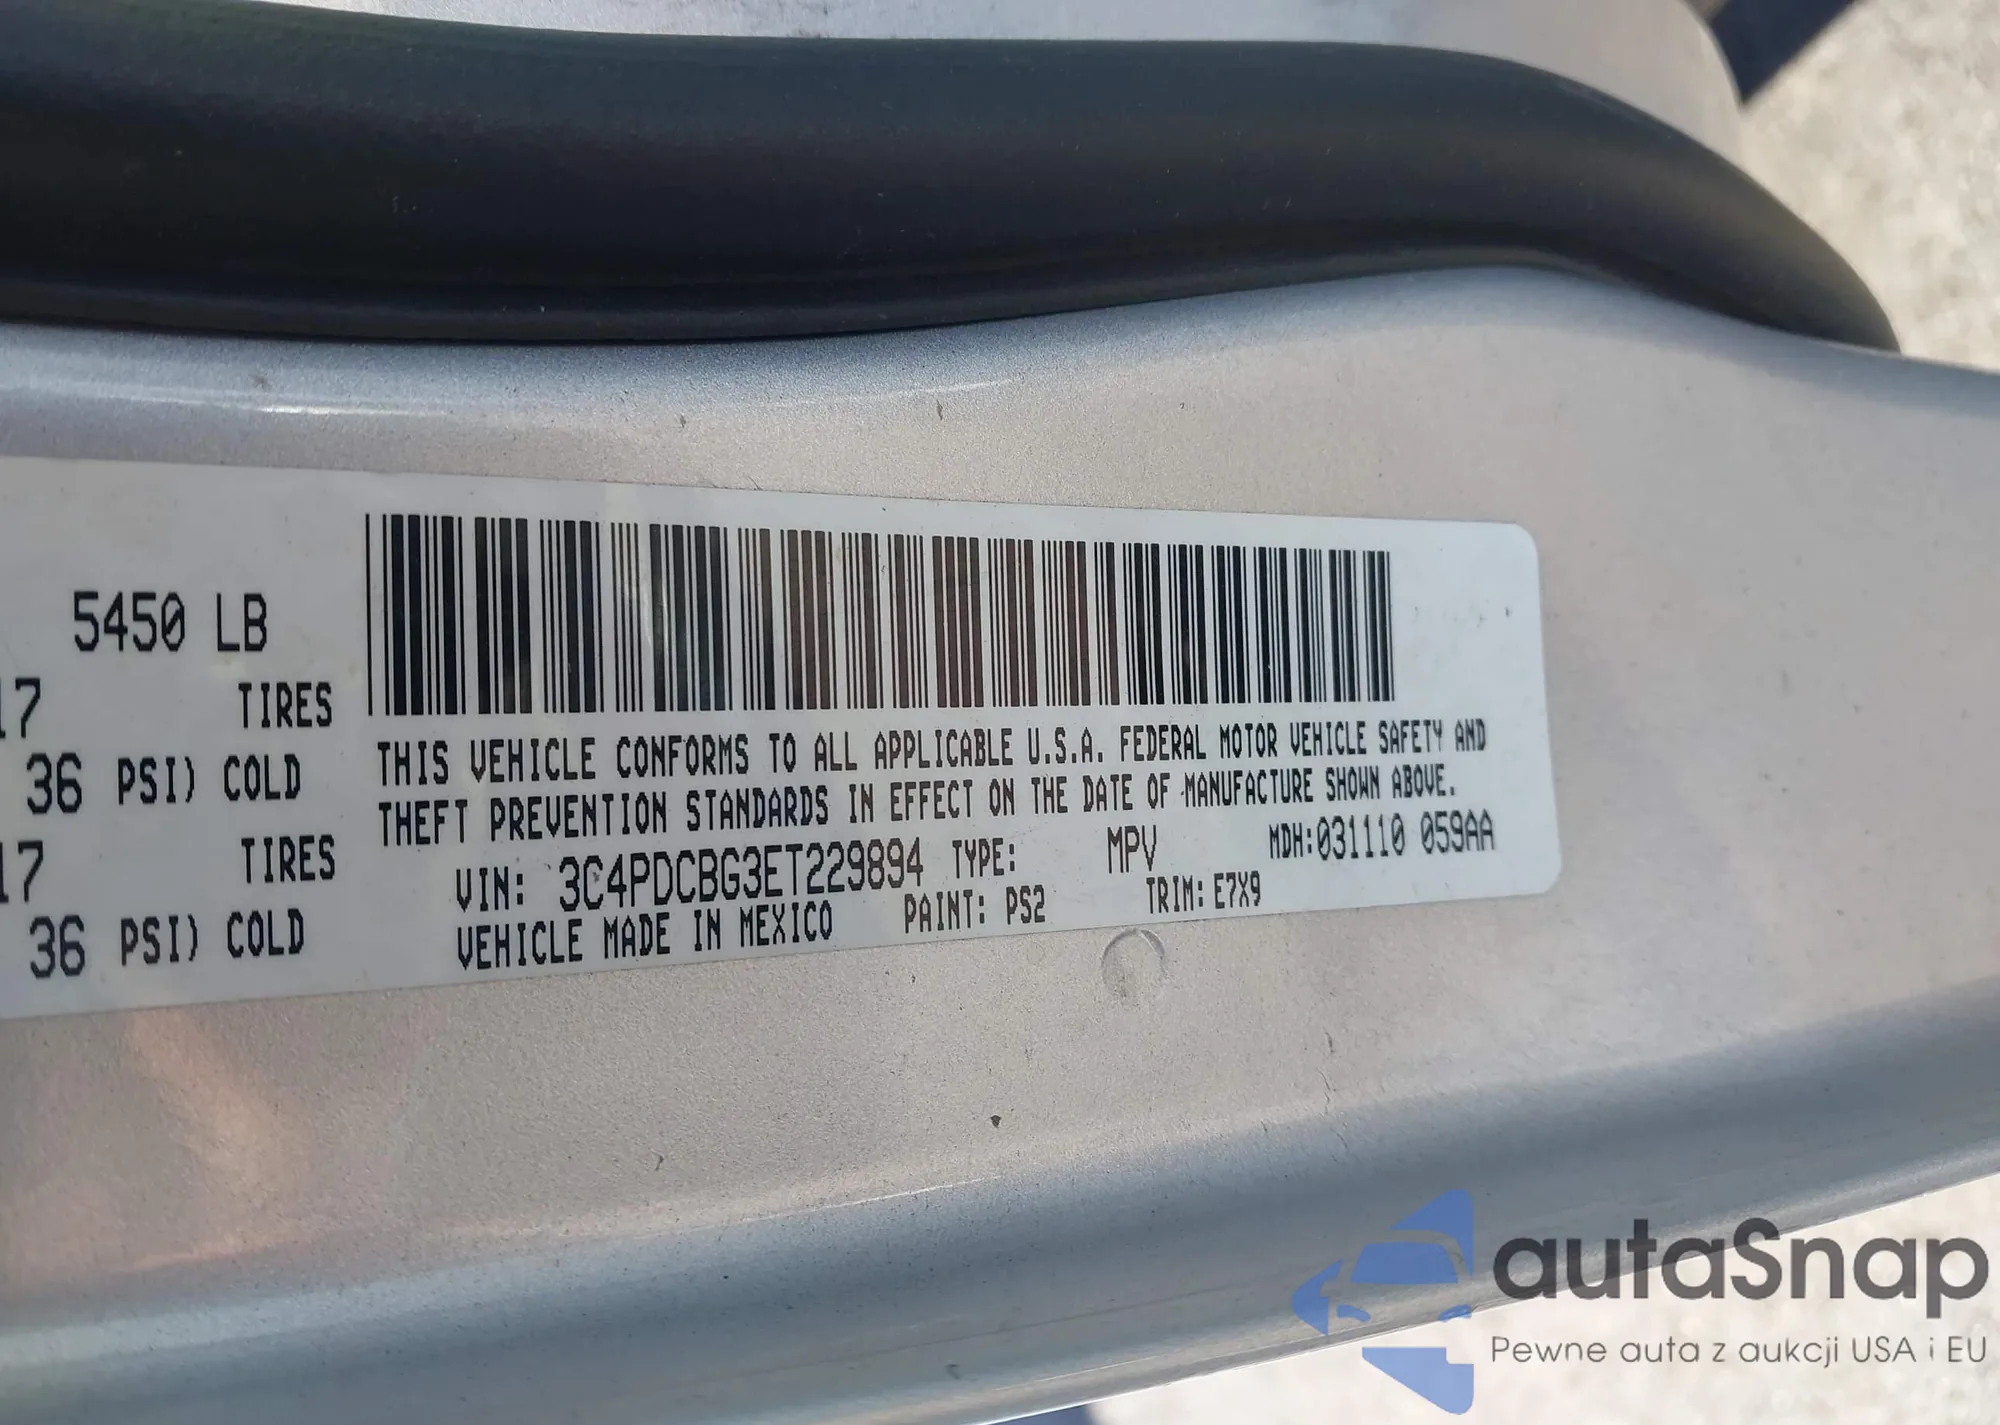 5450 LB
17 TIRES
36 PSI) COLD
17 TIRES
36 PSI) COLD
THIS VEHICLE CONFORMS TO ALL APPLICABLE U.S.A. FEDERAL MOTOR VEHICLE SAFETY AND
THEFT PREVENTION STANDARDS IN EFFECT ON THE DATE OF MANUFACTURE SHOWN ABOVE.
VIN: 3C4PDCBG3ET229894 TYPE: MPV MDH:031110 059AA
VEHICLE MADE IN MEXICO PAINT: PS2 TRIM: E7X9
autaSnap
Pewne auta z aukcji USA i EU